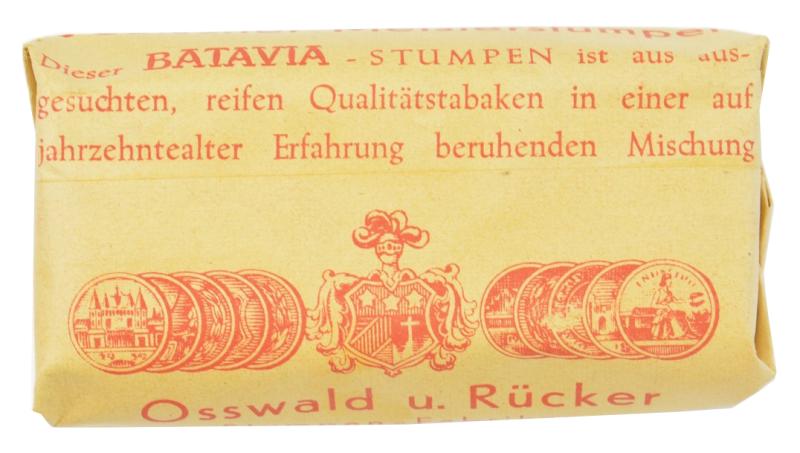 Dieser BATAVIA - STUMPEN ist aus aus-
gesuchten, reifen Qualitätstabaken in einer auf
jahrzehntealter Erfahrung beruhenden Mischung
Osswald u. Rücker